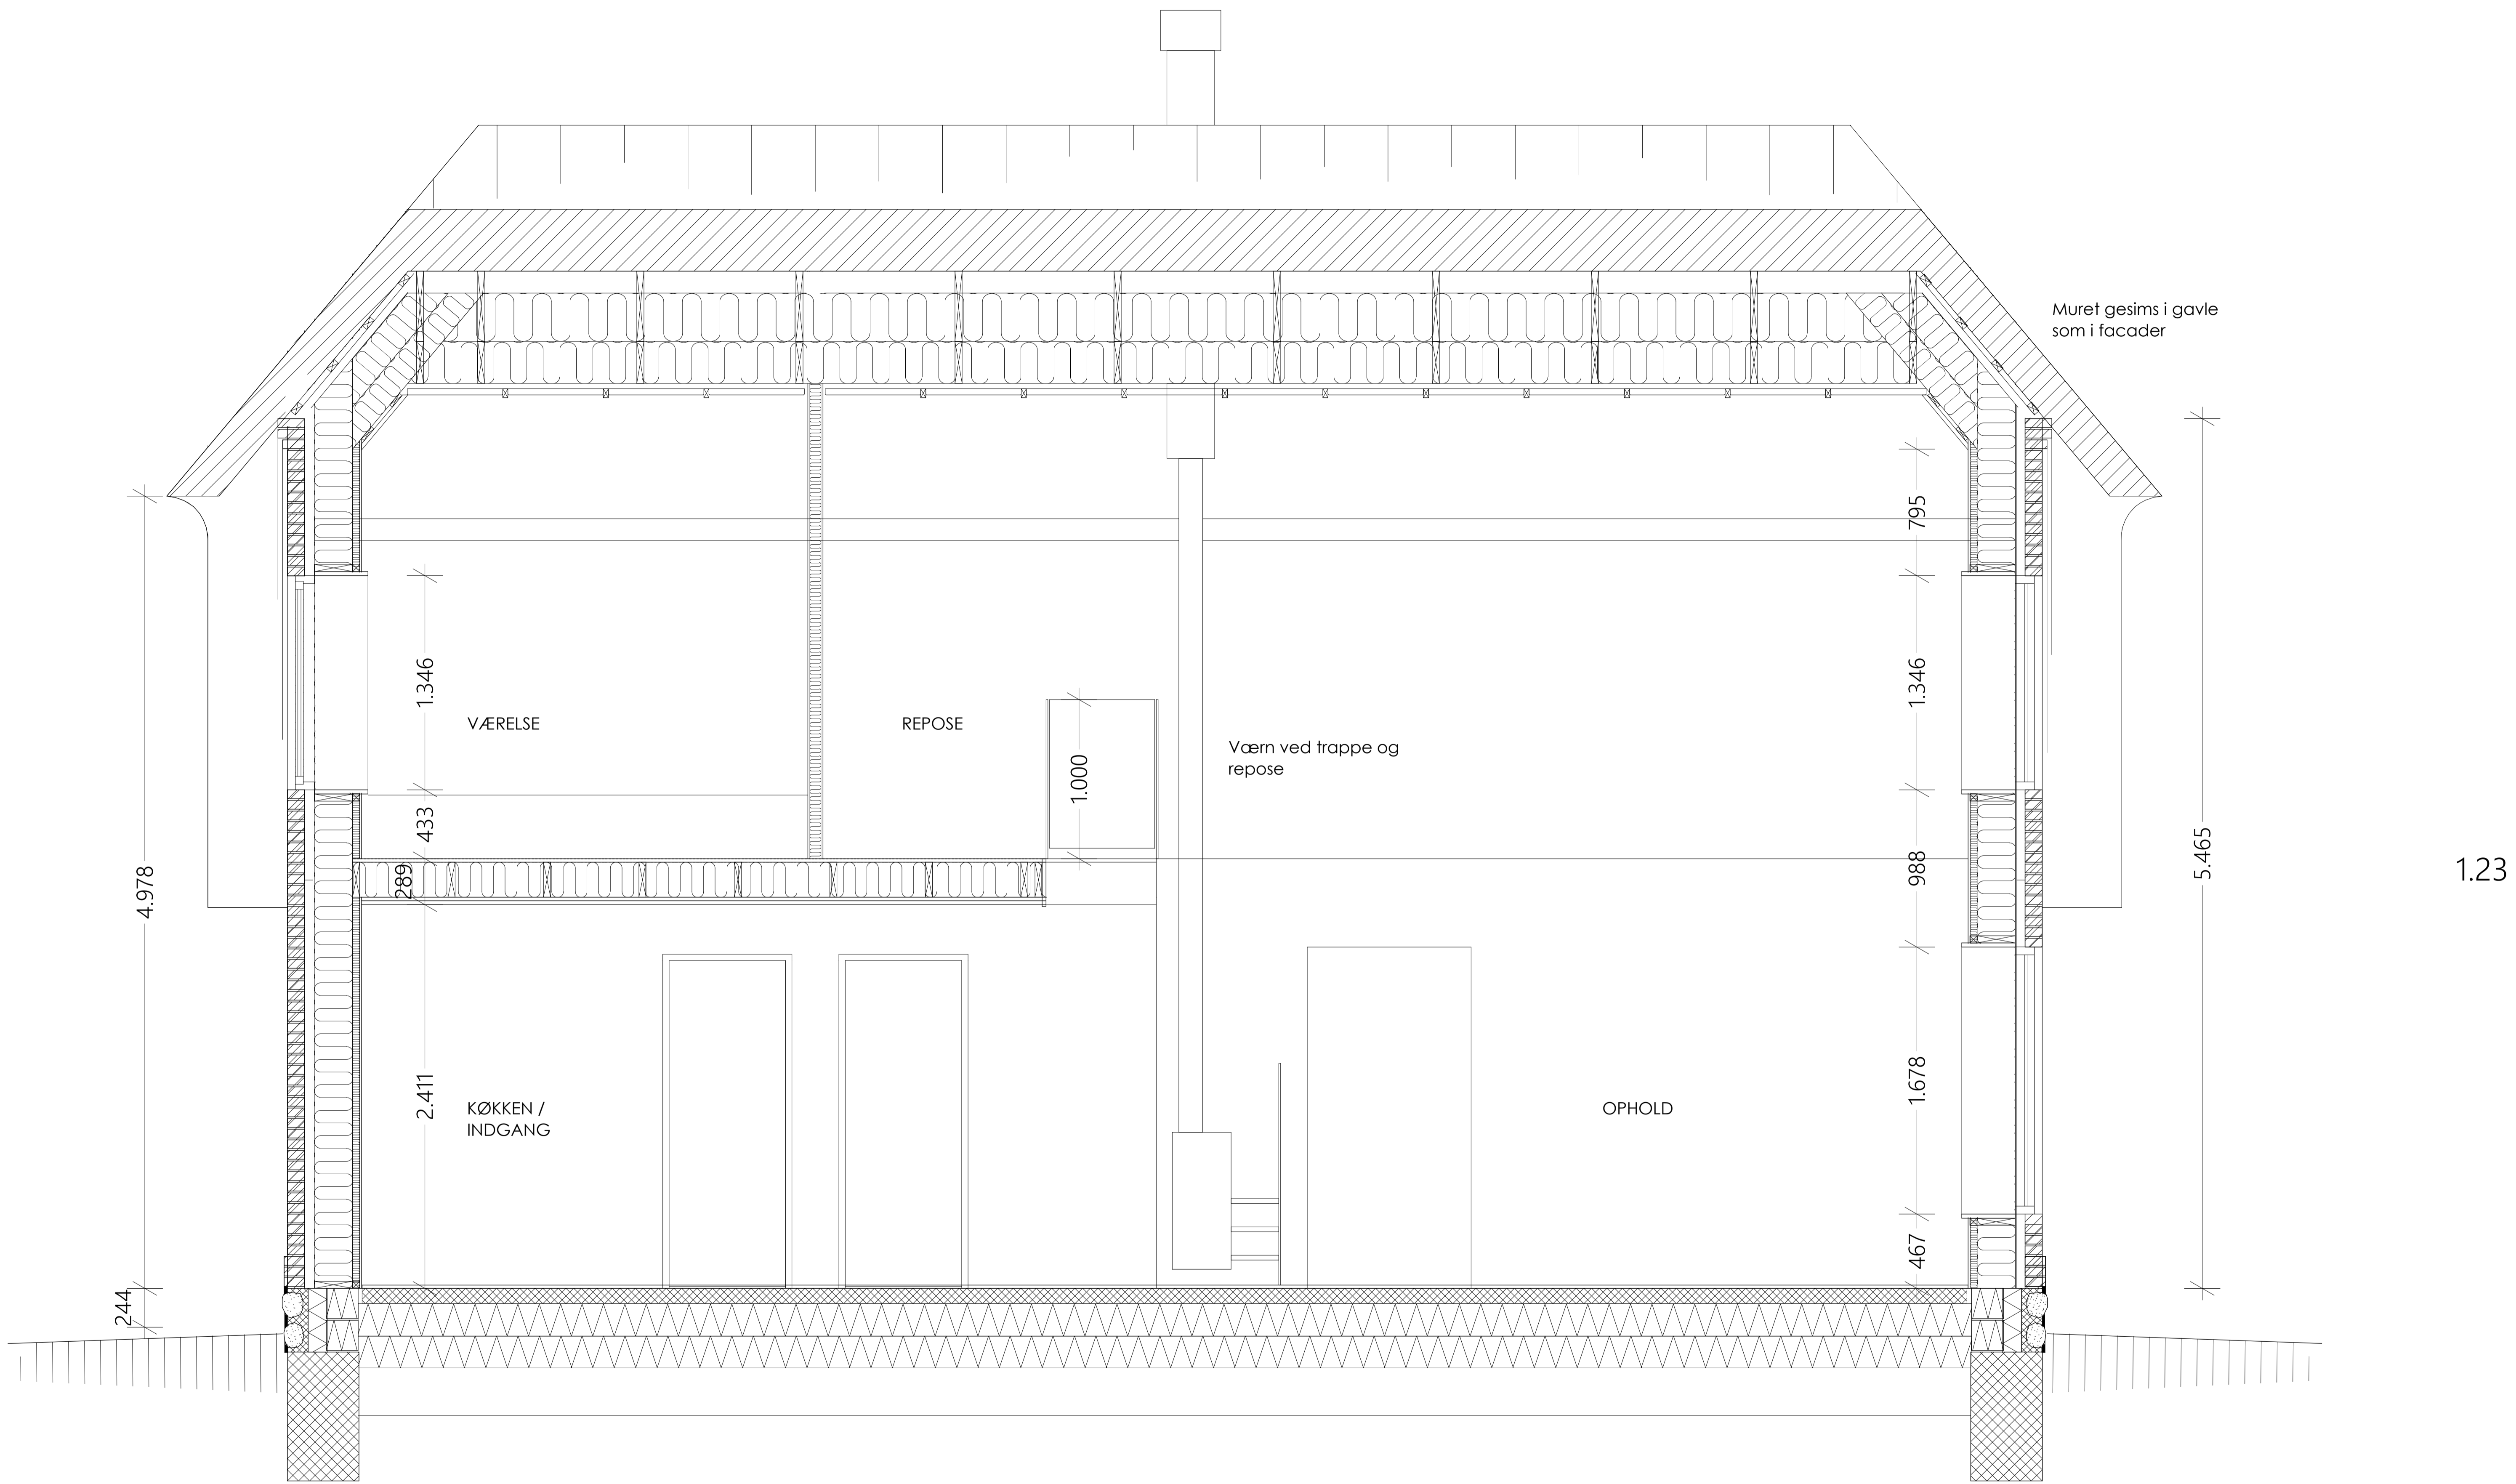 Muret gesims i gavle
som i facader
795
1.346
1.346
VÆRELSE
REPOSE
Værn ved trappe og
repose
1.000
433
289
988
4.978
5.465
1.23
2.411
KØKKEN /
INDGANG
1.678
OPHOLD
467
244